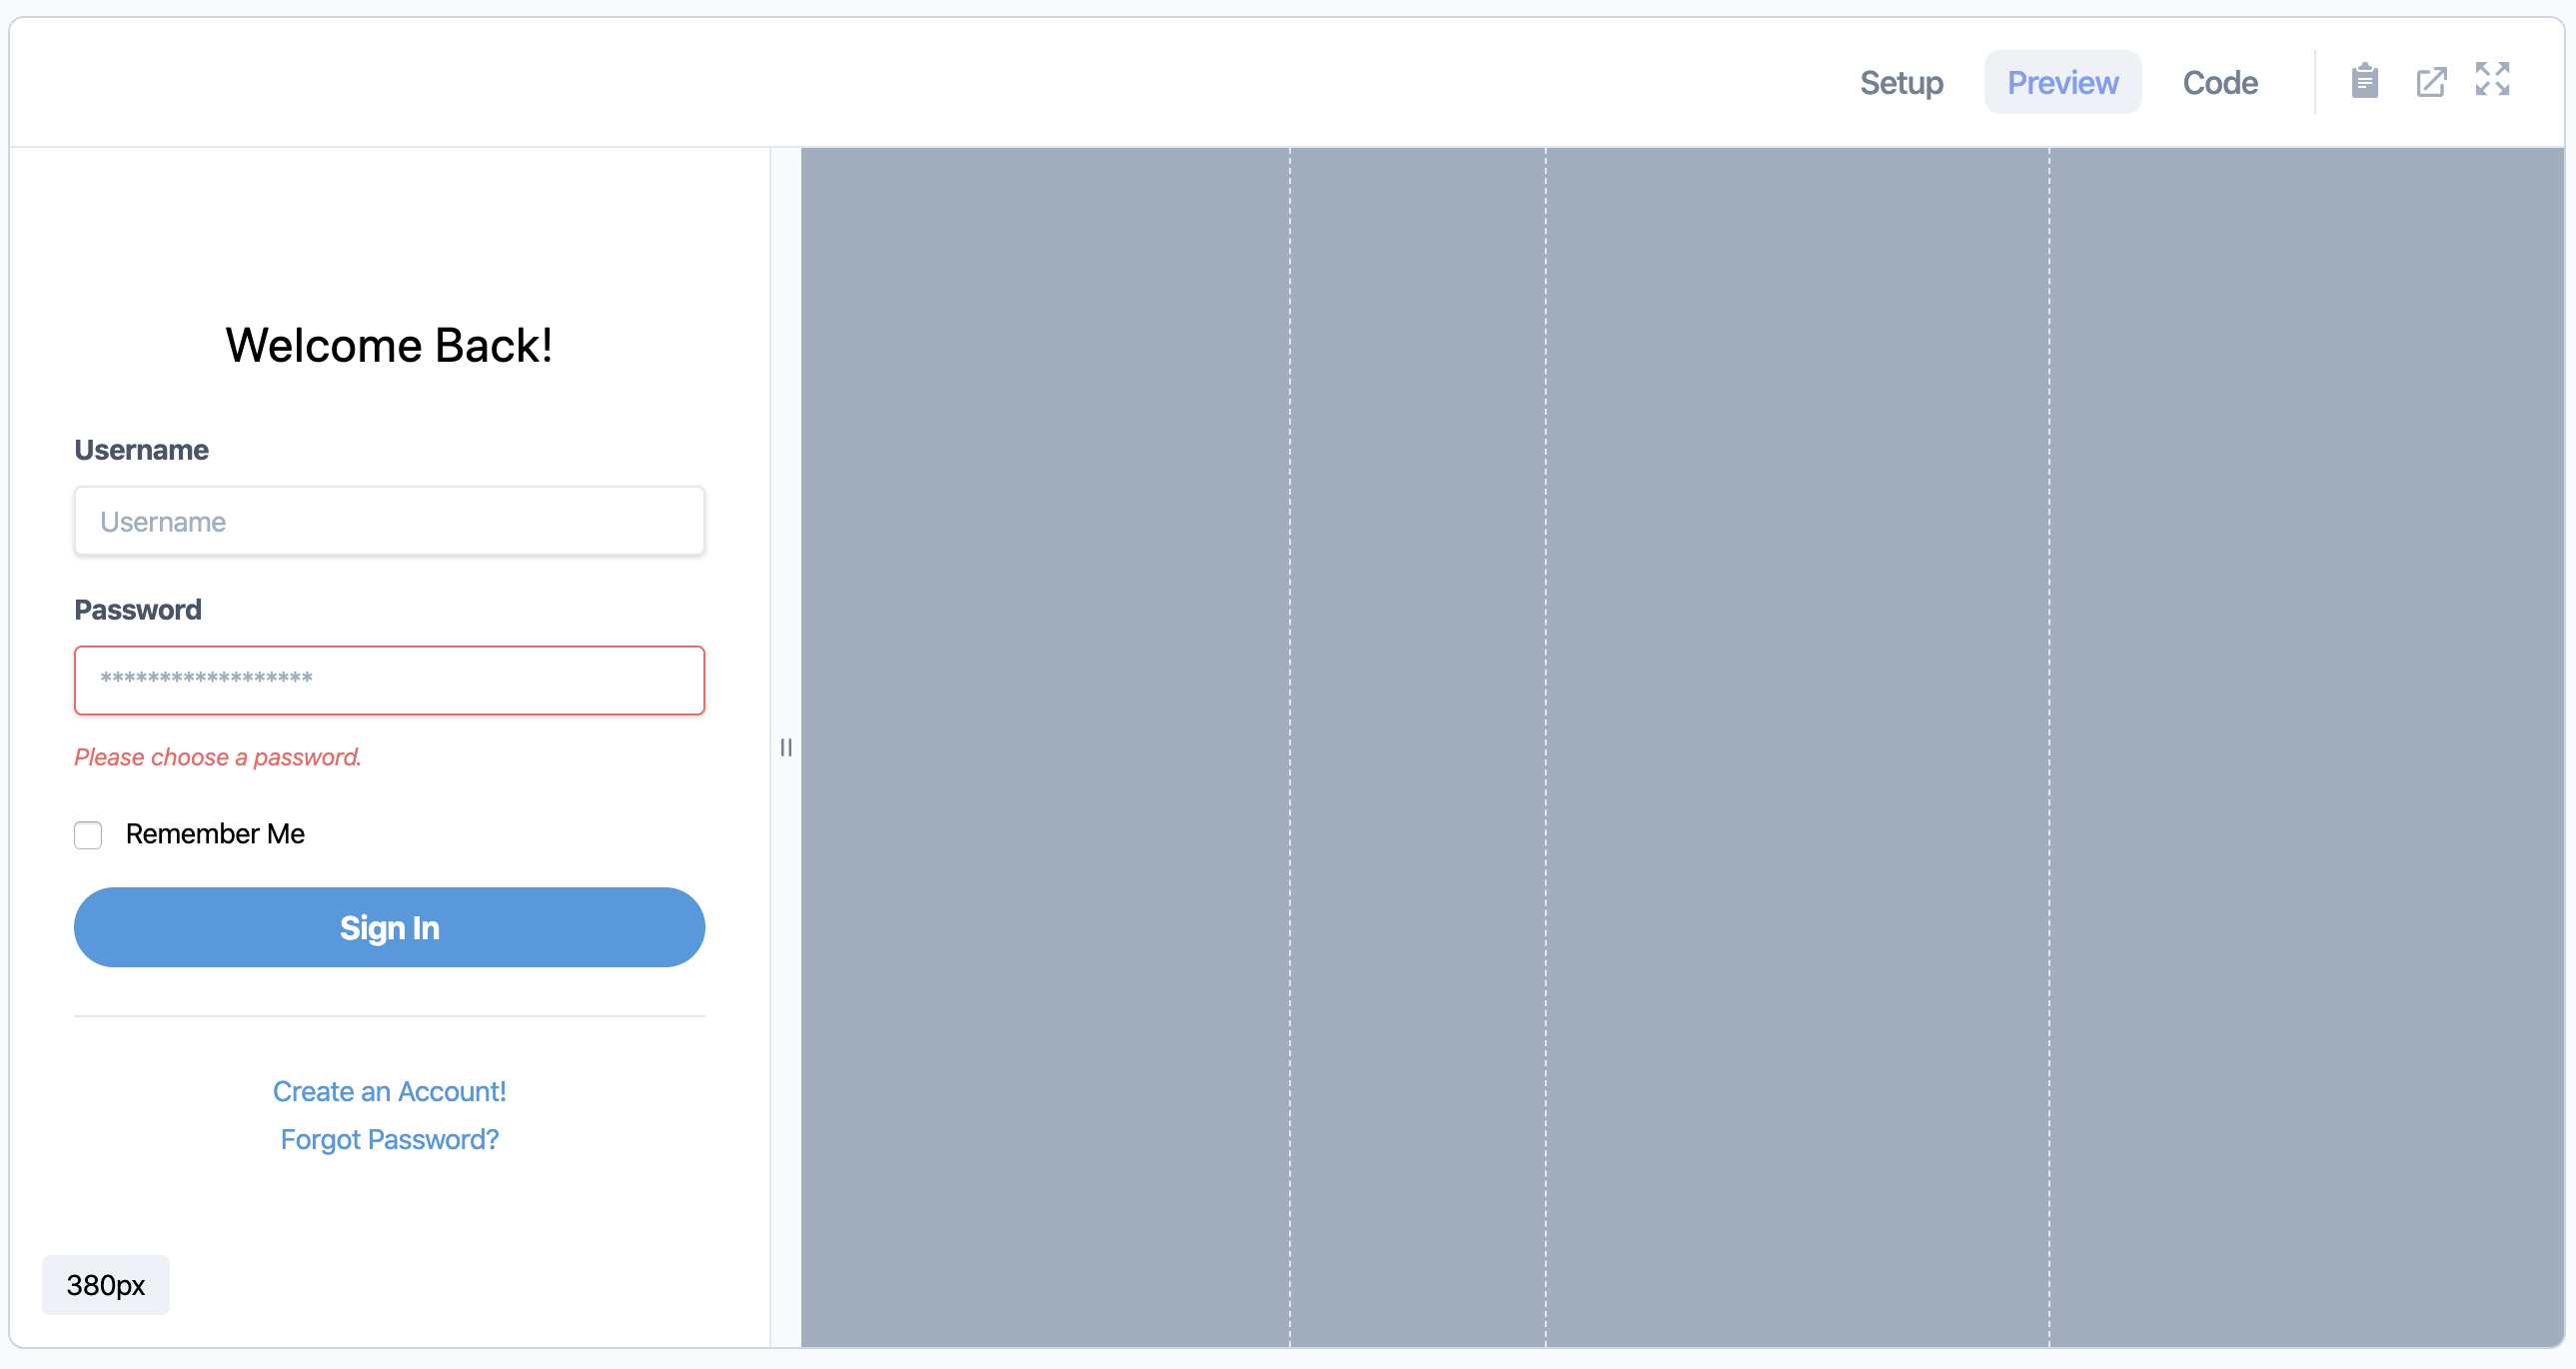 Setup Preview Code
Welcome Back!
Username
Username
Password
******************
Please choose a password.
Remember Me
Sign In
Create an Account!
Forgot Password?
380px